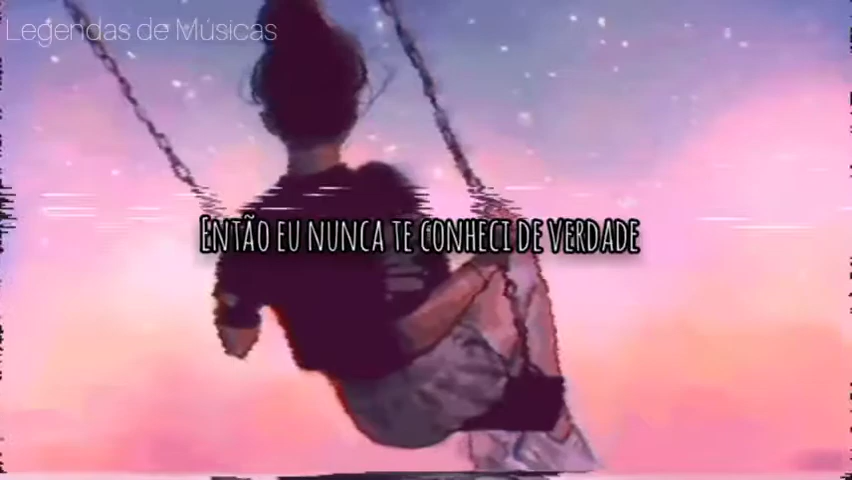 Legendas de Músicas
ENTÃO EU NUNCA TE CONHECI DE VERDADE